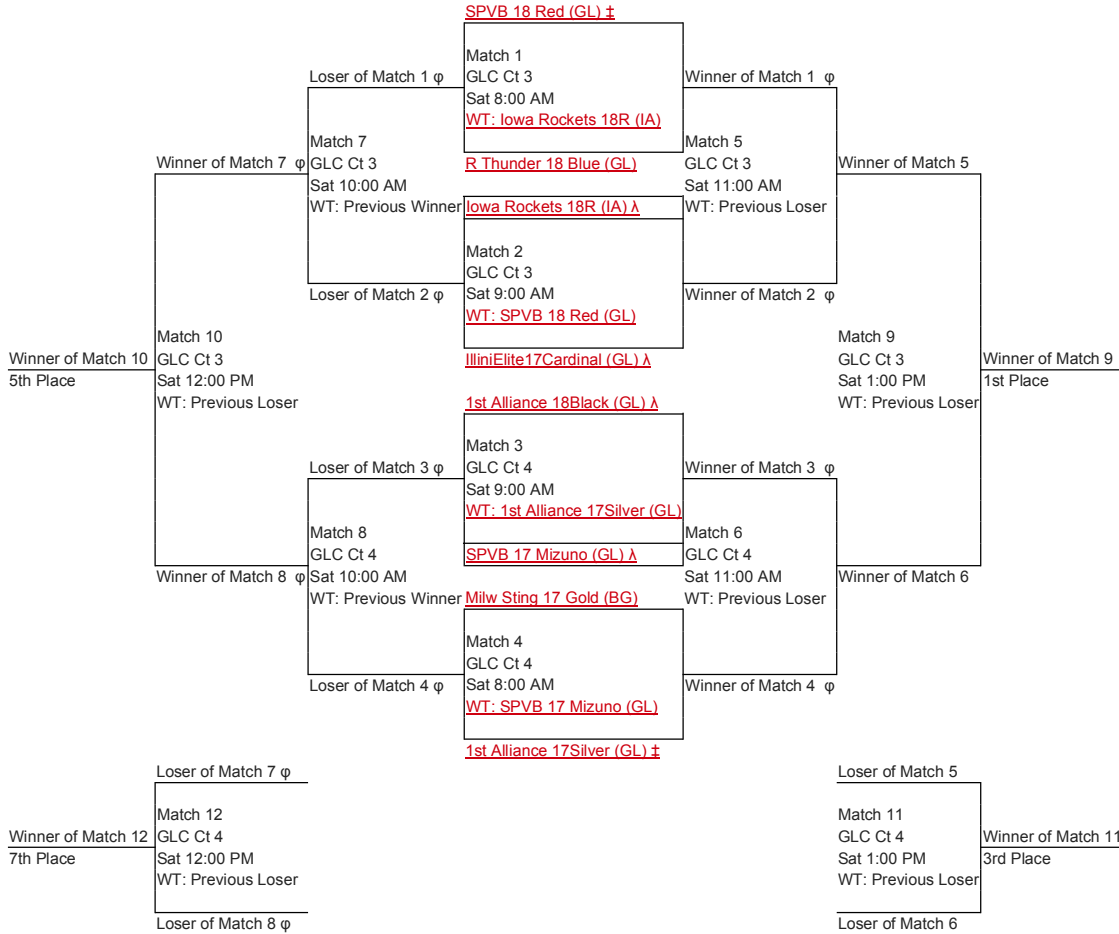 SPVB 18 Red (GL) ‡
Match 1
GLC Ct 3
Sat 8:00 AM
WT: Iowa Rockets 18R (IA)
R Thunder 18 Blue (GL)
Loser of Match 1 φ
Winner of Match 1 φ
Match 7
GLC Ct 3
Sat 10:00 AM
WT: Previous Winner
Winner of Match 7 φ
Match 5
GLC Ct 3
Sat 11:00 AM
WT: Previous Loser
Winner of Match 5
Iowa Rockets 18R (IA) λ
Match 2
GLC Ct 3
Sat 9:00 AM
WT: SPVB 18 Red (GL)
IlliniElite17Cardinal (GL) λ
Loser of Match 2 φ
Winner of Match 2 φ
Winner of Match 10
5th Place
Match 10
GLC Ct 3
Sat 12:00 PM
WT: Previous Loser
Match 9
GLC Ct 3
Sat 1:00 PM
WT: Previous Loser
Winner of Match 9
1st Place
1st Alliance 18Black (GL) λ
Match 3
GLC Ct 4
Sat 9:00 AM
WT: 1st Alliance 17Silver (GL)
SPVB 17 Mizuno (GL) λ
Loser of Match 3 φ
Winner of Match 3 φ
Match 8
GLC Ct 4
Sat 10:00 AM
WT: Previous Winner
Winner of Match 8 φ
Match 6
GLC Ct 4
Sat 11:00 AM
WT: Previous Loser
Winner of Match 6
Milw Sting 17 Gold (BG)
Match 4
GLC Ct 4
Sat 8:00 AM
WT: SPVB 17 Mizuno (GL)
1st Alliance 17Silver (GL) ‡
Loser of Match 4 φ
Winner of Match 4 φ
Loser of Match 7 φ
Match 12
GLC Ct 4
Sat 12:00 PM
WT: Previous Loser
Winner of Match 12
7th Place
Loser of Match 8 φ
Loser of Match 5
Match 11
GLC Ct 4
Sat 1:00 PM
WT: Previous Loser
Winner of Match 11
3rd Place
Loser of Match 6